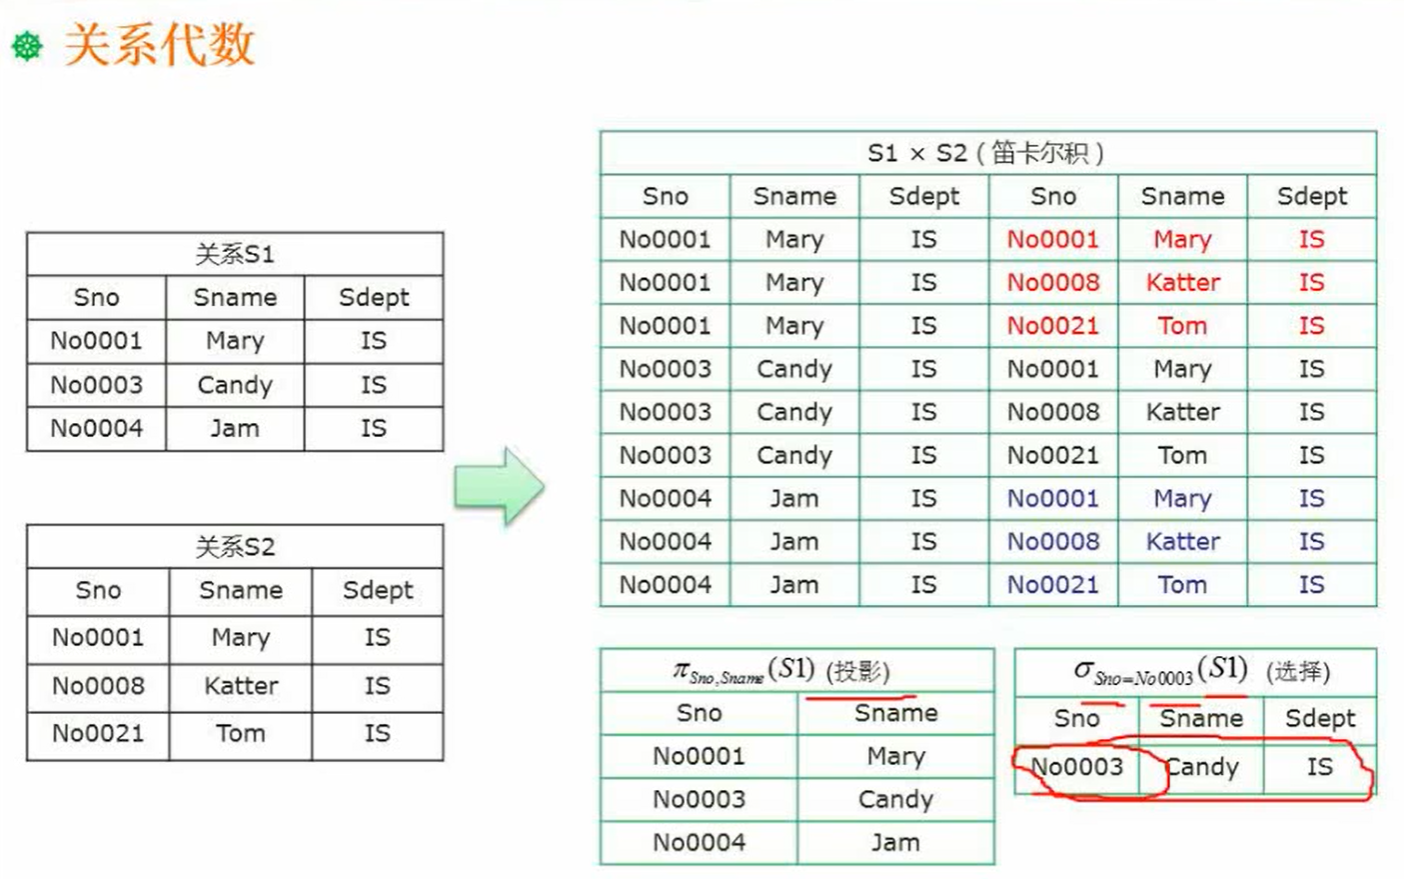 关系代数
关系S1
Sno Sname Sdept
No0001 Mary IS
No0003 Candy IS
No0004 Jam IS
关系S2
Sno Sname Sdept
No0001 Mary IS
No0008 Katter IS
No0021 Tom IS
S1 × S2 ( 笛卡尔积 )
Sno Sname Sdept Sno Sname Sdept
No0001 Mary IS No0001 Mary IS
No0001 Mary IS No0008 Katter IS
No0001 Mary IS No0021 Tom IS
No0003 Candy IS No0001 Mary IS
No0003 Candy IS No0008 Katter IS
No0003 Candy IS No0021 Tom IS
No0004 Jam IS No0001 Mary IS
No0004 Jam IS No0008 Katter IS
No0004 Jam IS No0021 Tom IS
π Sno,Sname (S1) (投影)
Sno Sname
No0001 Mary
No0003 Candy
No0004 Jam
σ Sno=No0003 (S1) (选择)
Sno Sname Sdept
No0003 Candy IS